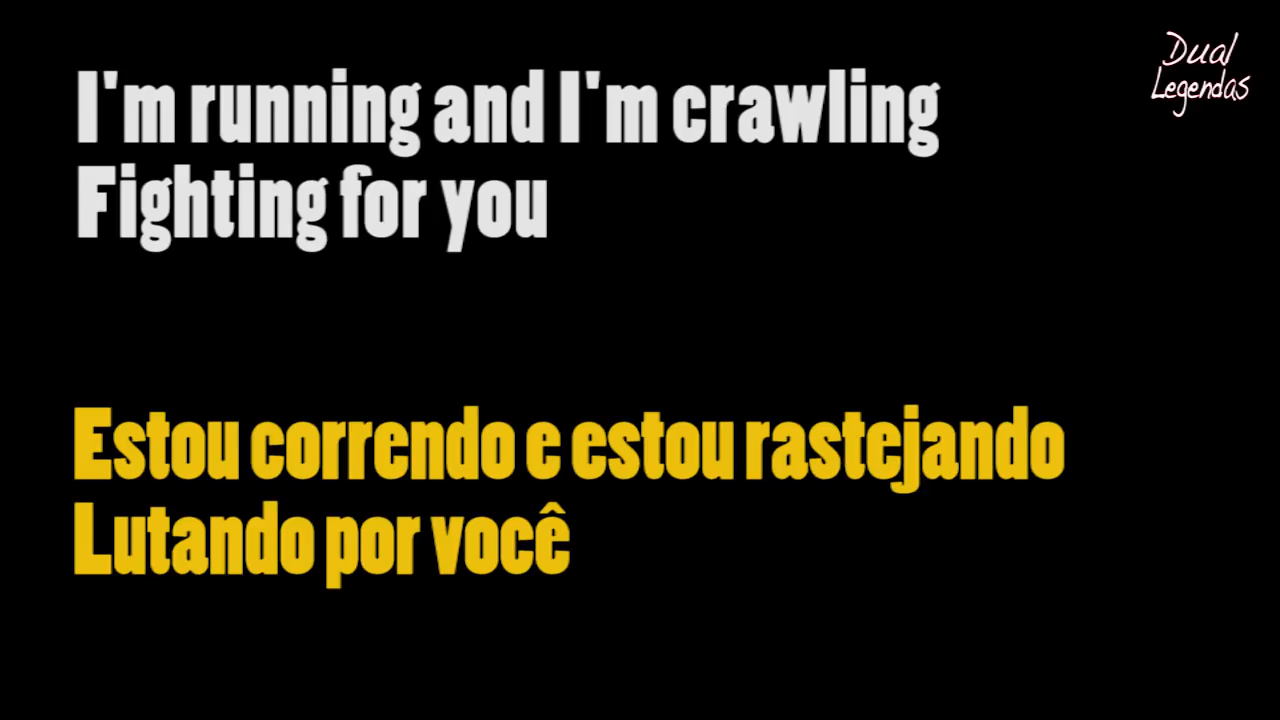 Dual
Legendas
I'm running and I'm crawling
Fighting for you
Estou correndo e estou rastejando
Lutando por você